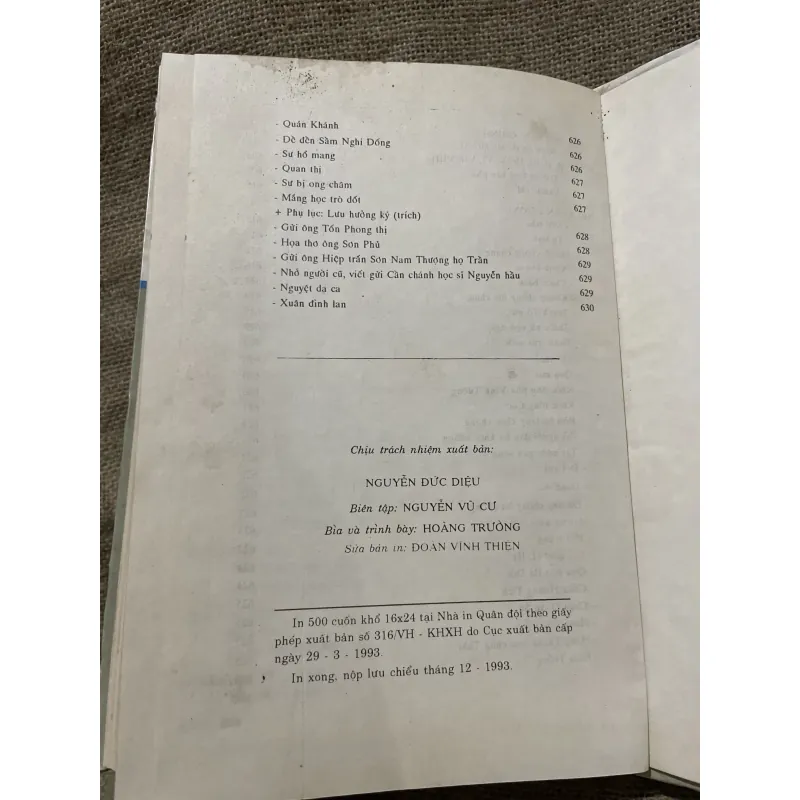 - Quán Khánh 626
- Đề đền Sầm Nghi Đống 626
- Sư hổ mang 626
- Quan thị 627
- Sư bị ong châm 627
- Mắng học trò dốt 627
+ Phụ lục: Lưu hương ký (trích)
- Gửi ông Tốn Phong thị 628
- Họa thơ ông Sơn Phủ 628
- Gửi ông Hiệp trấn Sơn Nam Thượng họ Trần 629
- Nhớ người cũ, viết gửi Cần chánh học sĩ Nguyễn hầu 629
- Nguyệt dạ ca 629
- Xuân đình lan 630
Chịu trách nhiệm xuất bản:
NGUYỄN ĐỨC DIỆU
Biên tập: NGUYỄN VŨ CƯ
Bìa và trình bày: HOÀNG TRƯỜNG
Sửa bản in: ĐOÀN VĨNH THIỆN
In 500 cuốn khổ 16x24 tại Nhà in Quân đội theo giấy
phép xuất bản số 316/VH - KHXH do Cục xuất bản cấp
ngày 29 - 3 - 1993.
In xong, nộp lưu chiểu tháng 12 - 1993.